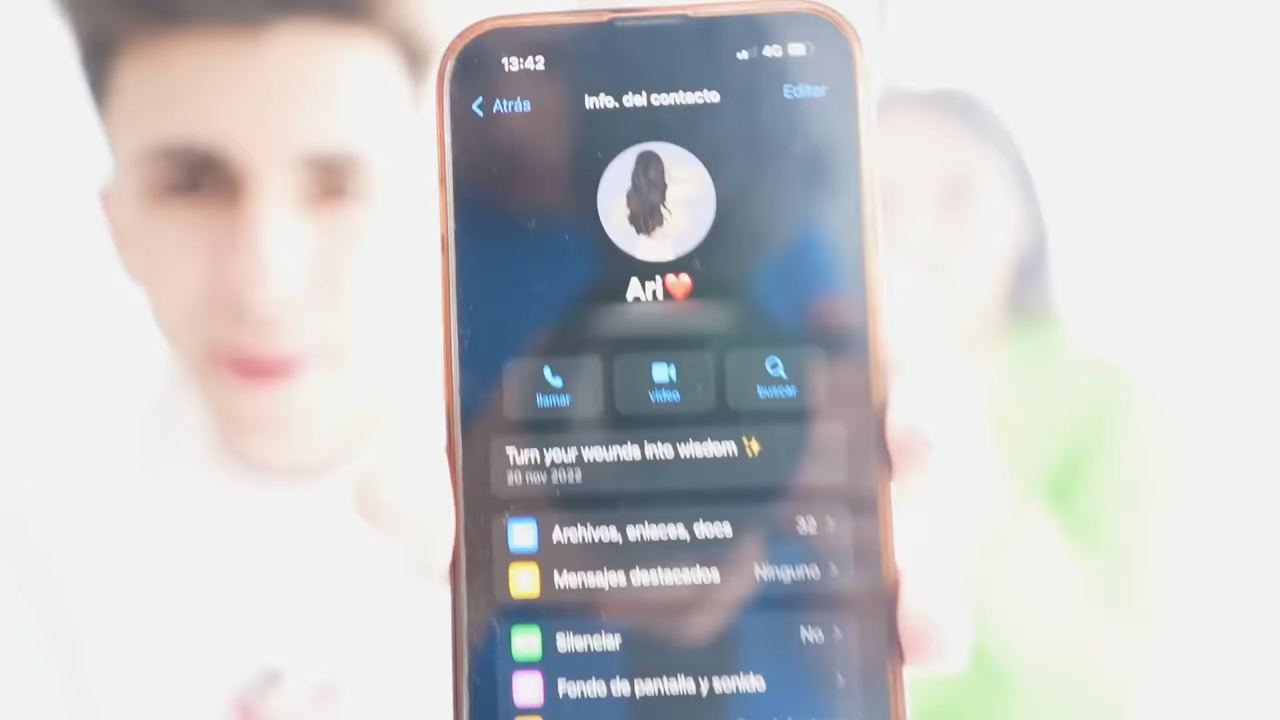 13:42 4G
Atrás Info. del contacto Editar
Ari❤️
llamar video buscar
Turn your wounds into wisdom ✨
20 nov 2022
Archivos, enlaces, docs 32
Mensajes destacados Ninguno
Silenciar No
Fondo de pantalla y sonido